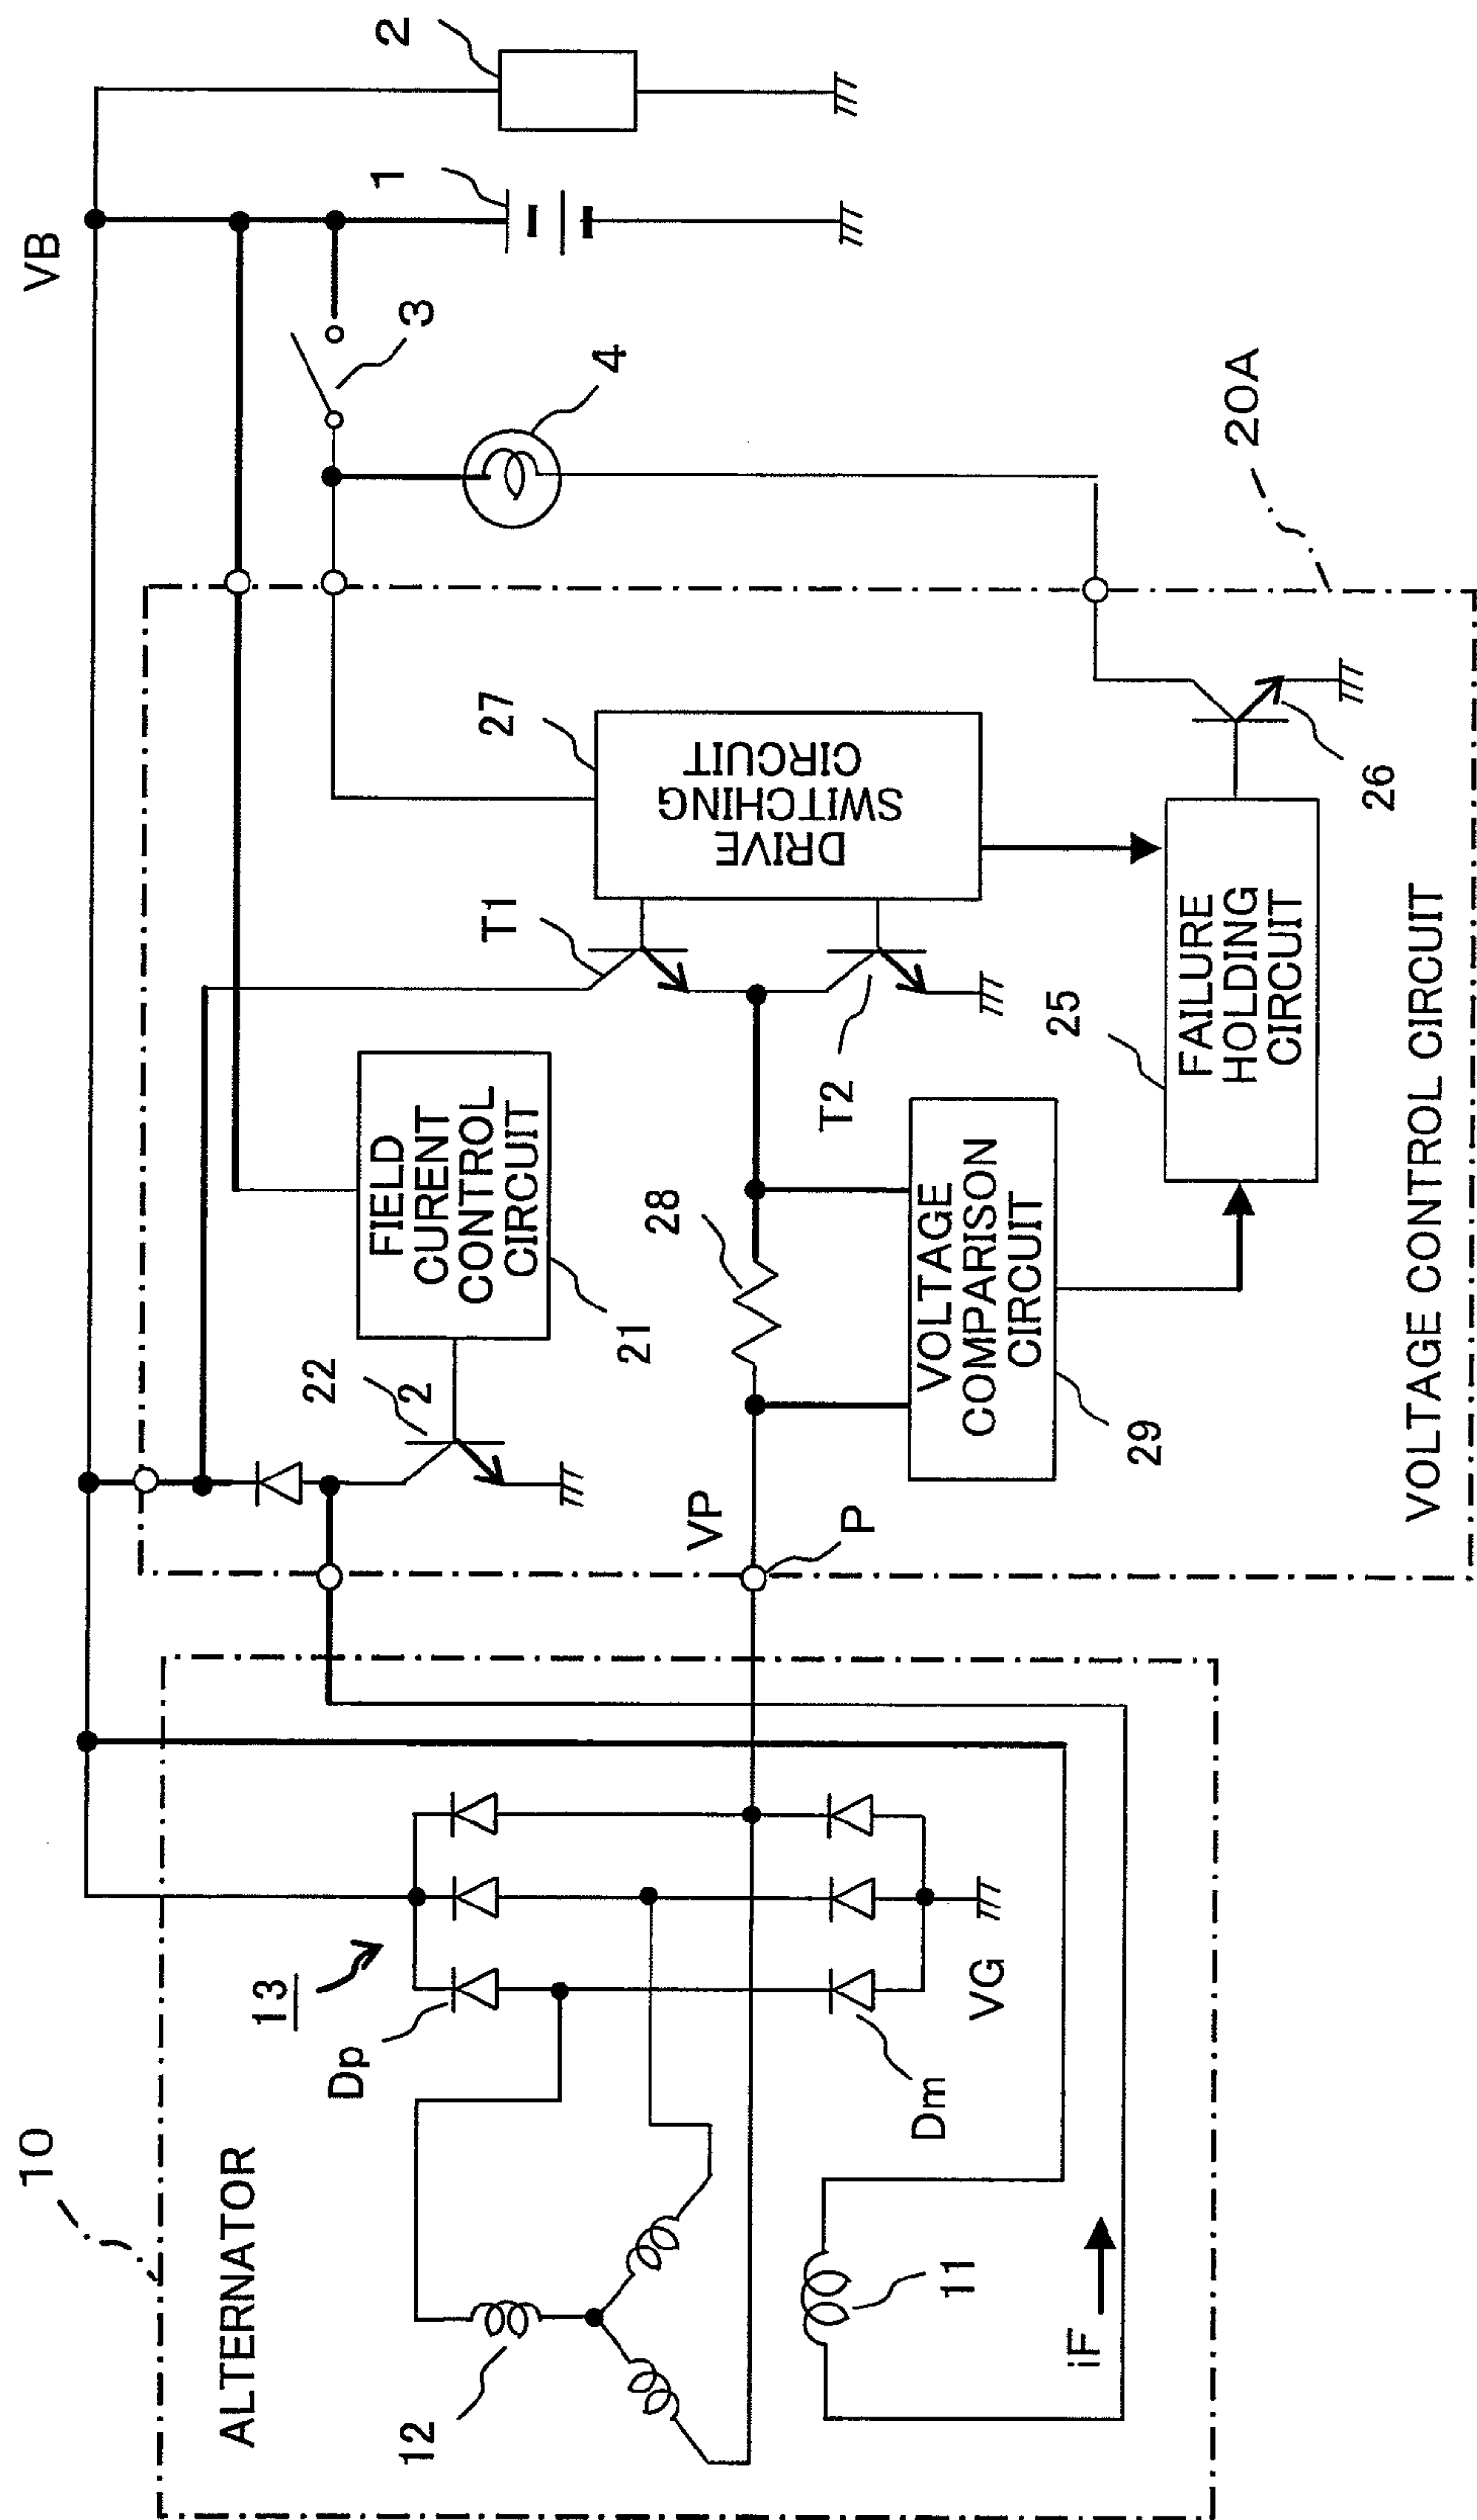 10
ALTERNATOR
12
13
Dp
Dm
VG
11
iF
VB
VP
P
22
2
FIELD
CURRENT
CONTROL
CIRCUIT
21
28
VOLTAGE
COMPARISON
CIRCUIT
29
T1
T2
DRIVE
SWITCHING
CIRCUIT
27
25
FAILURE
HOLDING
CIRCUIT
26
VOLTAGE CONTROL CIRCUIT
20A
3
4
1
2